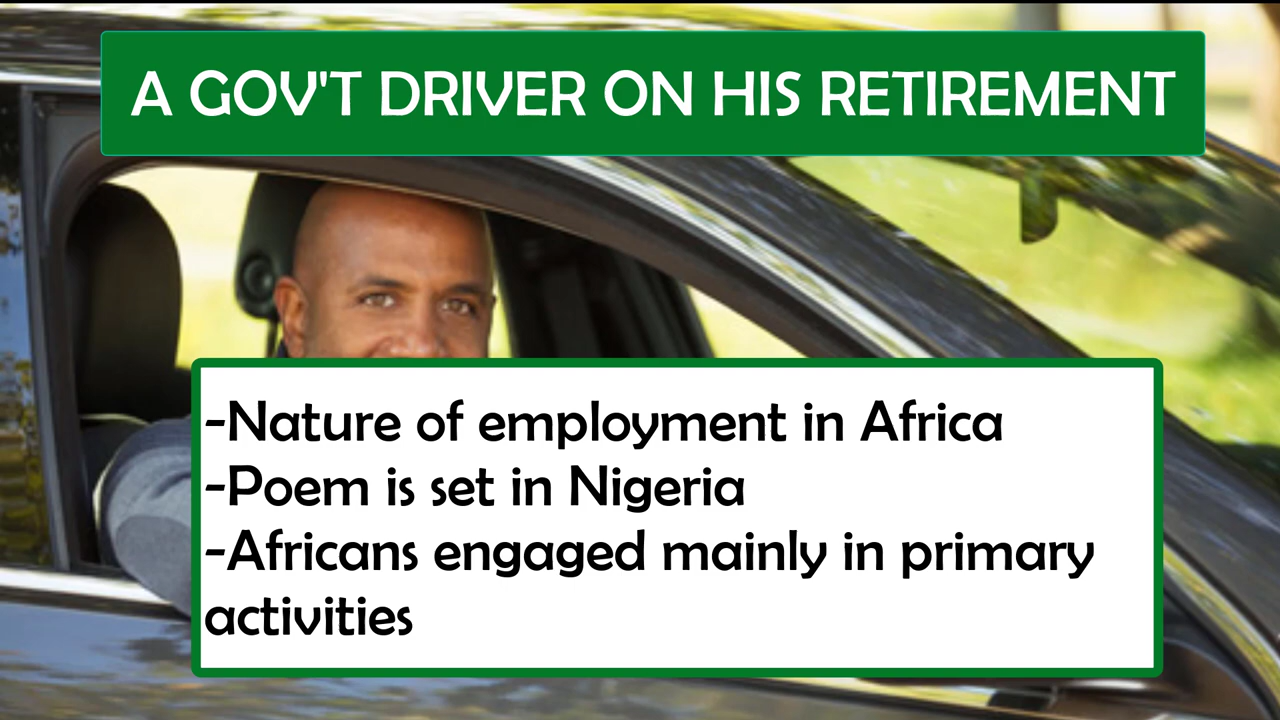 A GOV'T DRIVER ON HIS RETIREMENT
-Nature of employment in Africa
-Poem is set in Nigeria
-Africans engaged mainly in primary
activities